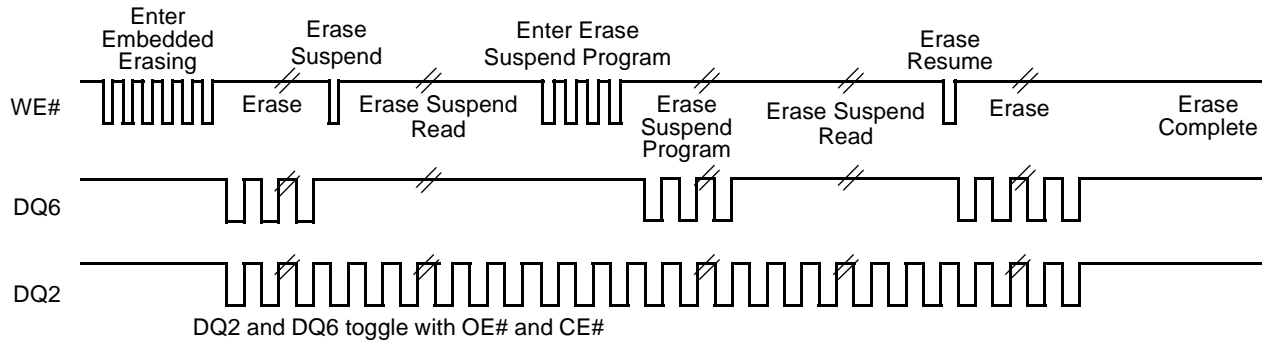 Enter
Embedded
Erasing
Erase
Suspend
Enter Erase
Suspend Program
Erase
Resume
WE#
Erase
Erase Suspend
Read
Erase
Suspend
Program
Erase Suspend
Read
Erase
Erase
Complete
DQ6
DQ2
DQ2 and DQ6 toggle with OE# and CE#